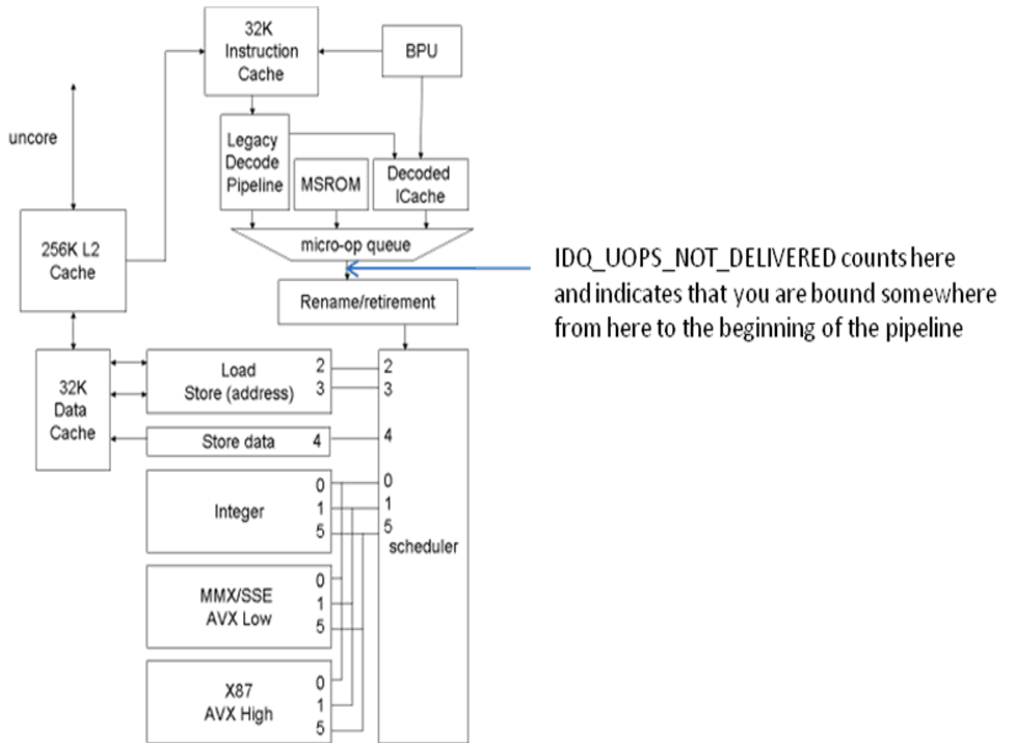 32K
Instruction
Cache
BPU
uncore
Legacy
Decode
Pipeline
MSROM
Decoded
ICache
256K L2
Cache
micro-op queue
IDQ_UOPS_NOT_DELIVERED counts here
and indicates that you are bound somewhere
from here to the beginning of the pipeline
Rename/retirement
32K
Data
Cache
Load 2
Store (address) 3
2
3
Store data 4
4
Integer
0
1
5
0
1
5
scheduler
MMX/SSE
AVX Low
0
1
5
X87
AVX High
0
1
5